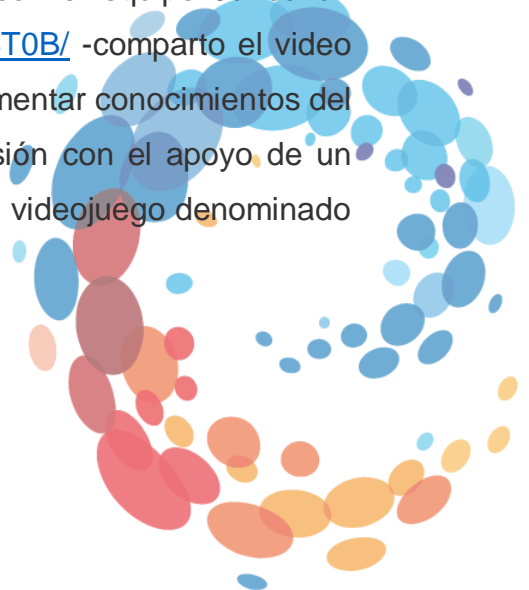 T0B/ -comparto el video
mentar conocimientos del
sión con el apoyo de un
videojuego denominado